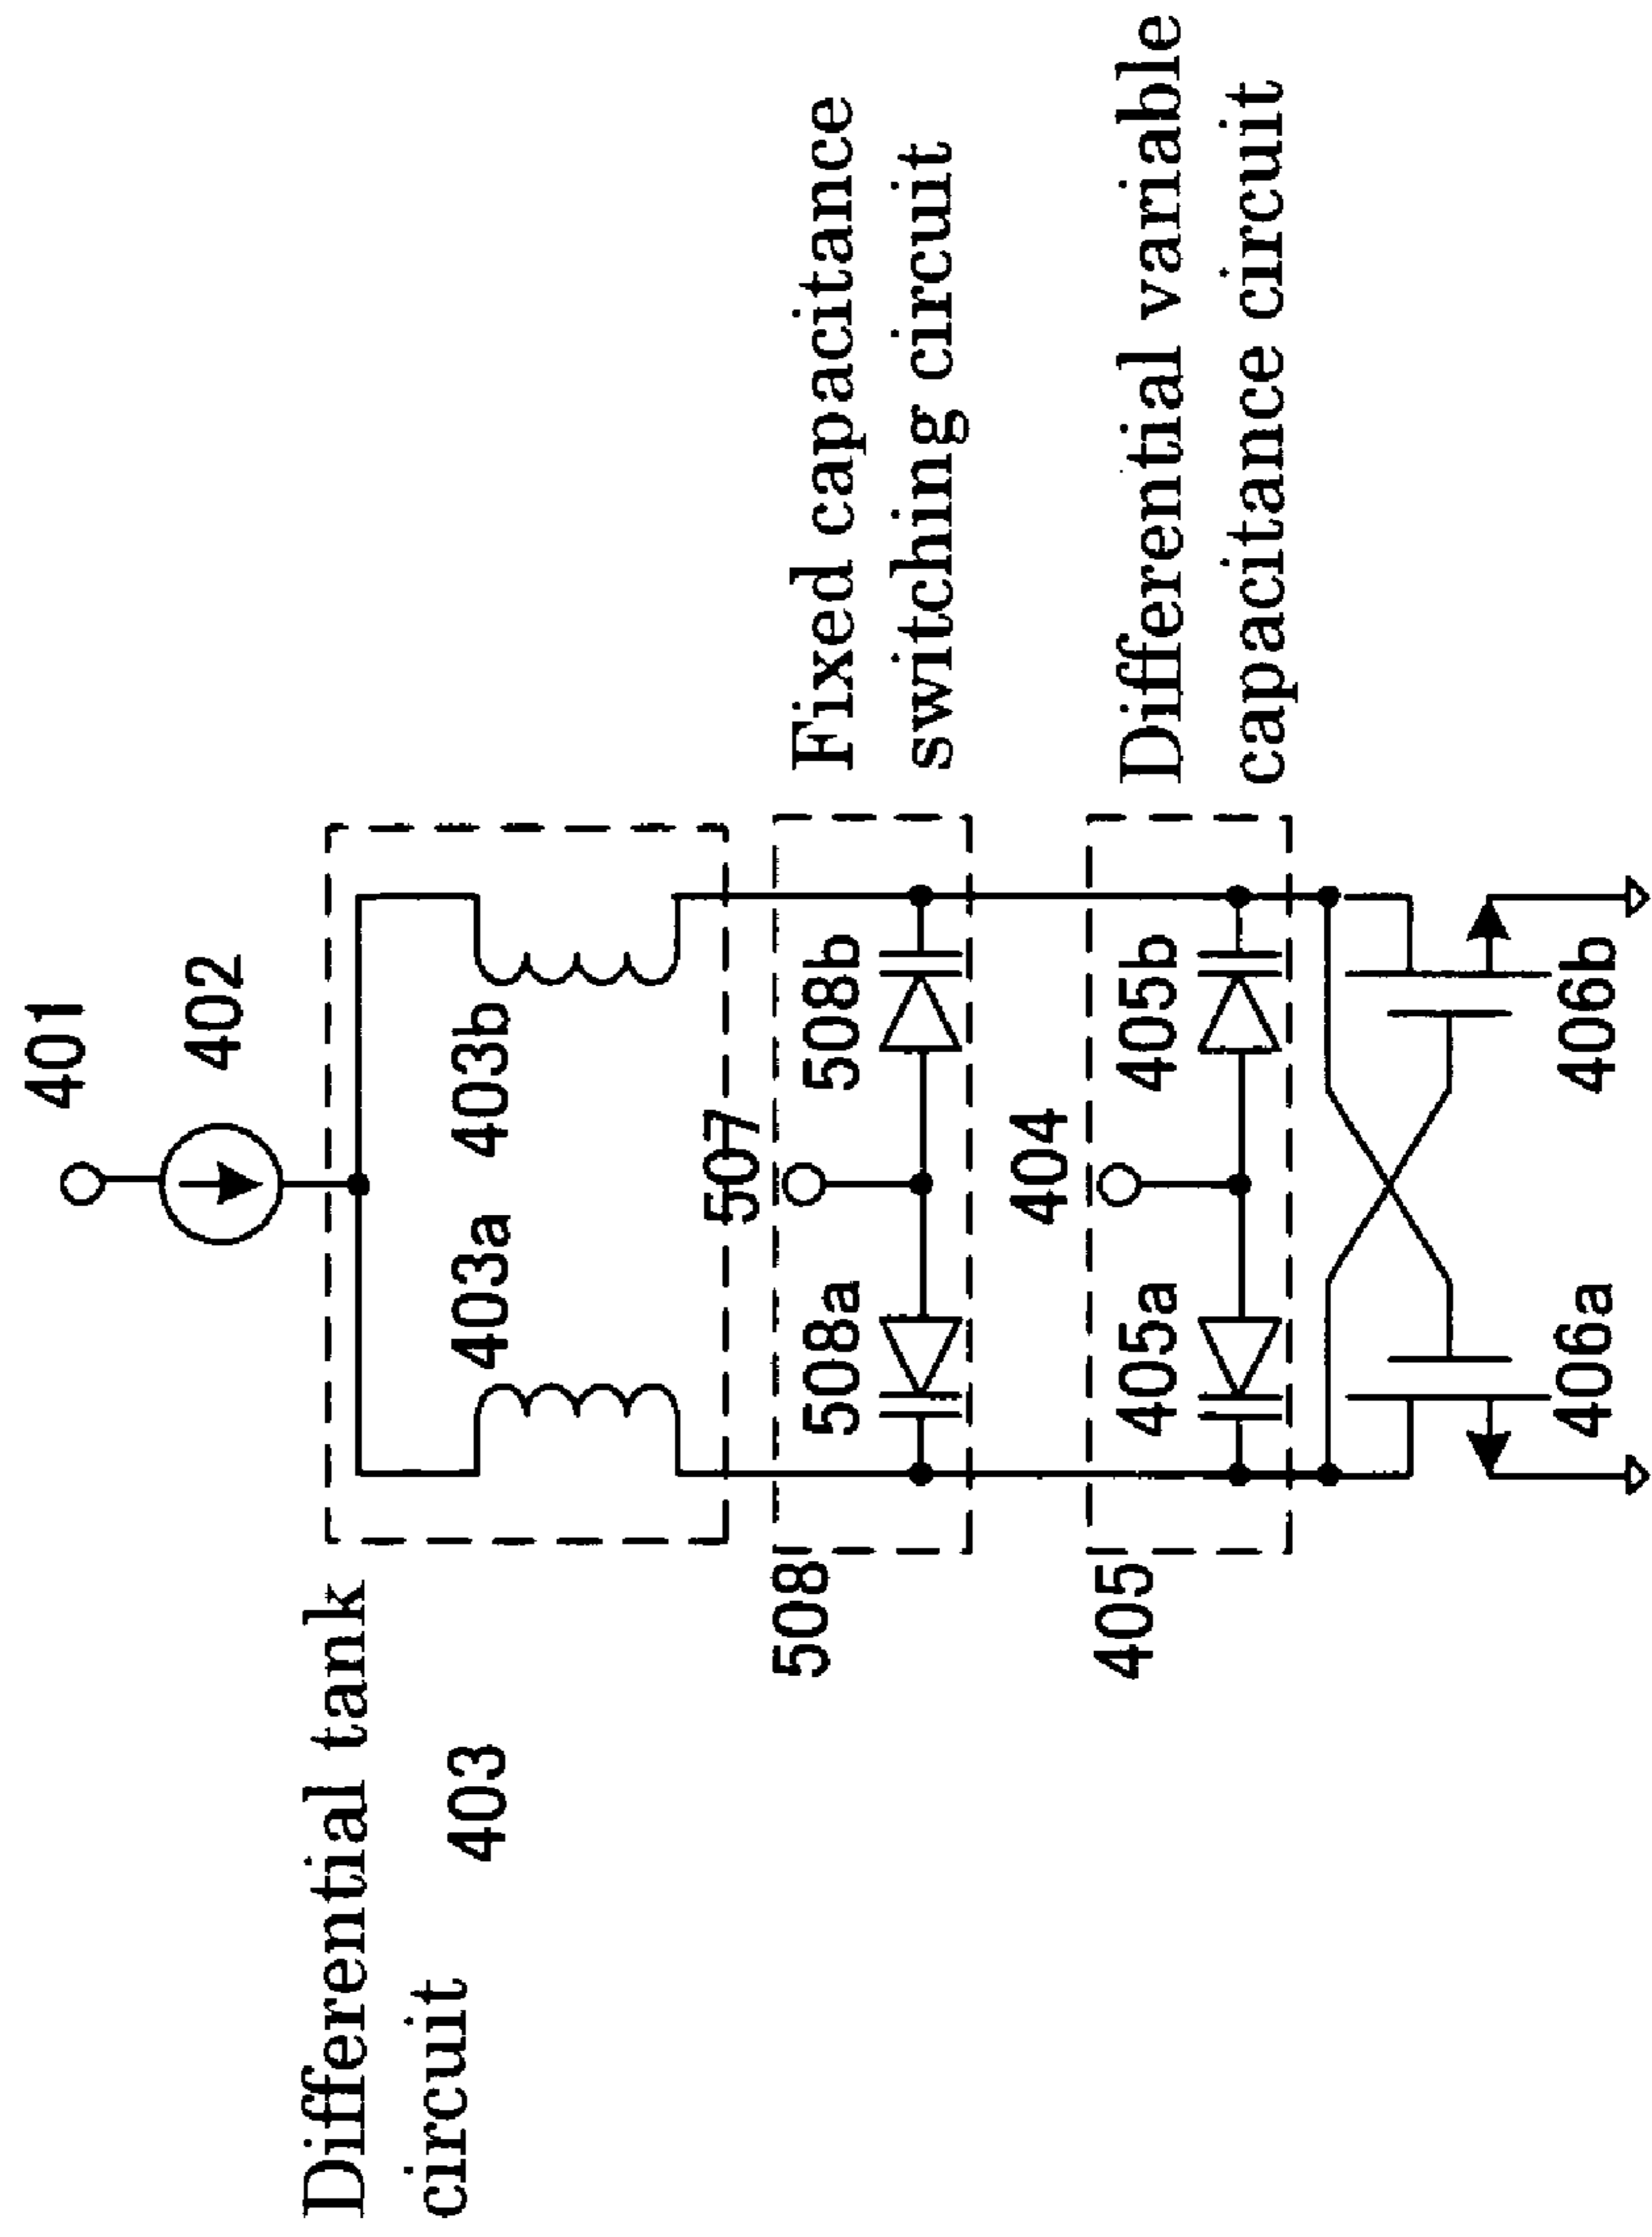 401
402
Differential tank
circuit
403
403a
403b
507
Fixed capacitance
switching circuit
508
508a
508b
404
Differential variable
capacitance circuit
405
405a
405b
406a
406b